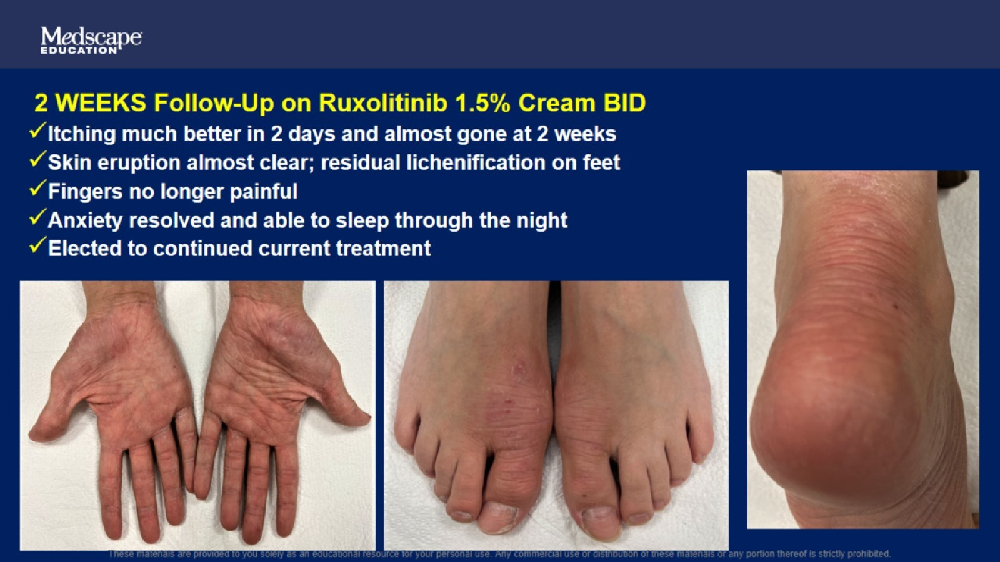 Medscape
EDUCATION
2 WEEKS Follow-Up on Ruxolitinib 1.5% Cream BID
✓Itching much better in 2 days and almost gone at 2 weeks
✓Skin eruption almost clear; residual lichenification on feet
✓Fingers no longer painful
✓Anxiety resolved and able to sleep through the night
✓Elected to continued current treatment
These materials are provided to you solely as an educational resource for your personal use. Any commercial use or distribution of these materials or any portion thereof is strictly prohibited.